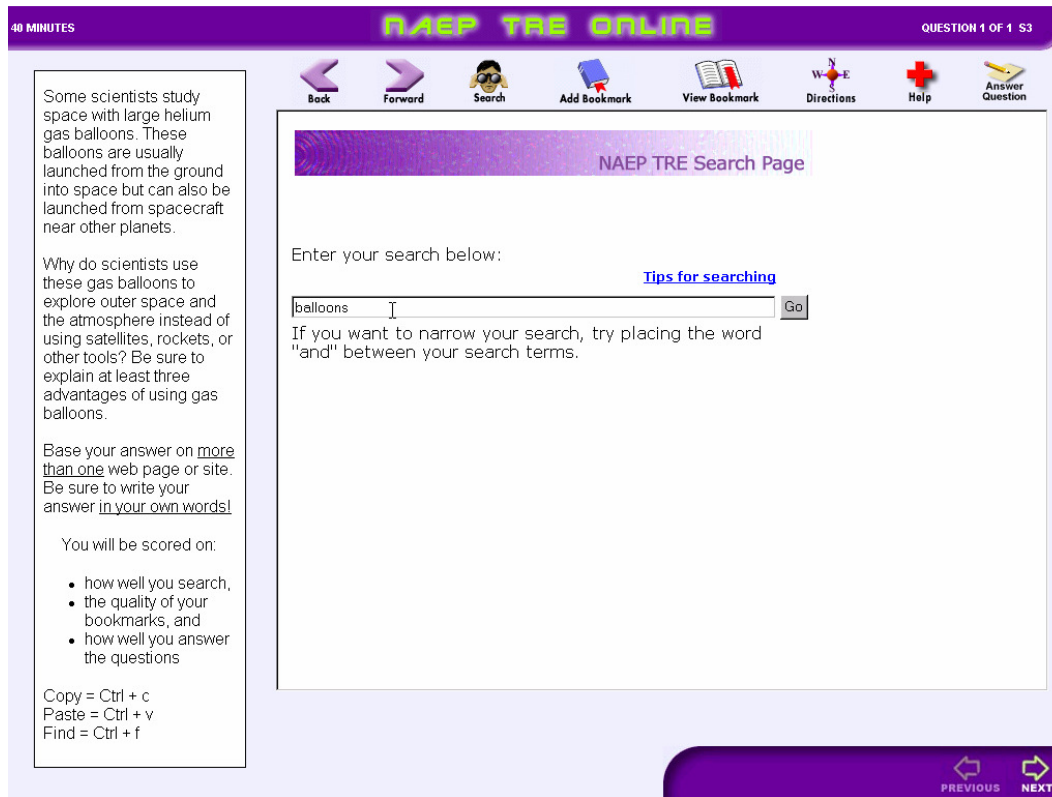 40 MINUTES
NAEP TRE ONLINE
QUESTION 1 OF 1 S3
Some scientists study
space with large helium
gas balloons. These
balloons are usually
launched from the ground
into space but can also be
launched from spacecraft
near other planets.
Why do scientists use
these gas balloons to
explore outer space and
the atmosphere instead of
using satellites, rockets, or
other tools? Be sure to
explain at least three
advantages of using gas
balloons.
Base your answer on more
than one web page or site.
Be sure to write your
answer in your own words!
You will be scored on:
• how well you search,
• the quality of your
bookmarks, and
• how well you answer
the questions
Copy = Ctrl + c
Paste = Ctrl + v
Find = Ctrl + f
Back
Forward
Search
Add Bookmark
View Bookmark
N
W E
S
Directions
Help
Answer
Question
NAEP TRE Search Page
Enter your search below:
Tips for searching
balloons
Go
If you want to narrow your search, try placing the word
"and" between your search terms.
PREVIOUS
NEXT